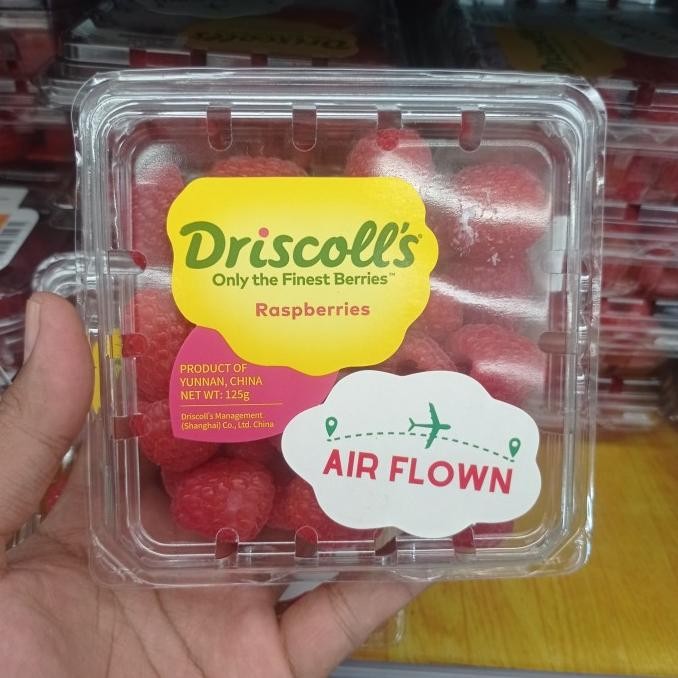 Driscoll's®
Only the Finest Berries™
Raspberries
PRODUCT OF
YUNNAN, CHINA
NET WT: 125g
Driscoll's Management
(Shanghai) Co., Ltd. China
AIR FLOWN